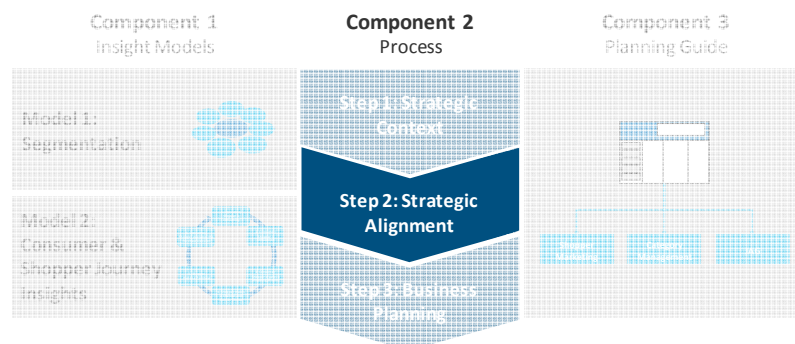 Component 1
Insight Models
Component 2
Process
Component 3
Planning Guide
Model 1:
Segmentation
Model 2:
Consumer &
Shopper Journey
Insights
Step 1: Strategic
Context
Step 2: Strategic
Alignment
Step 3: Business
Planning